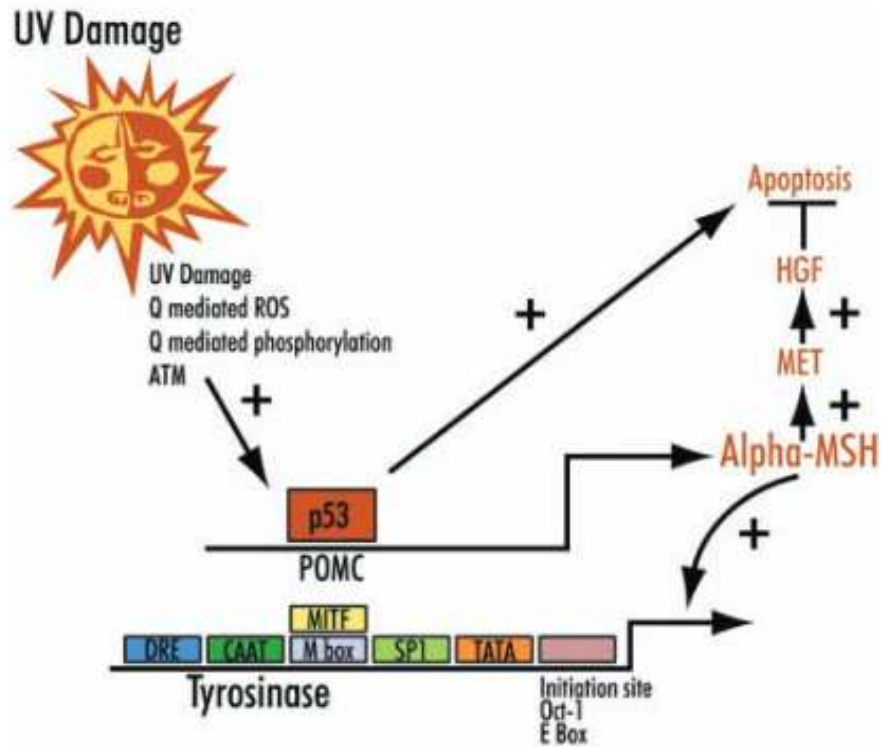 UV Damage
UV Damage
Q mediated ROS
Q mediated phosphorylation
ATM
+
+
Apoptosis
HGF
+
MET
+
Alpha-MSH
+
p53
POMC
MITF
DRE CAAT M box SP1 TATA
Tyrosinase
Initiation site
Oct-1
E Box